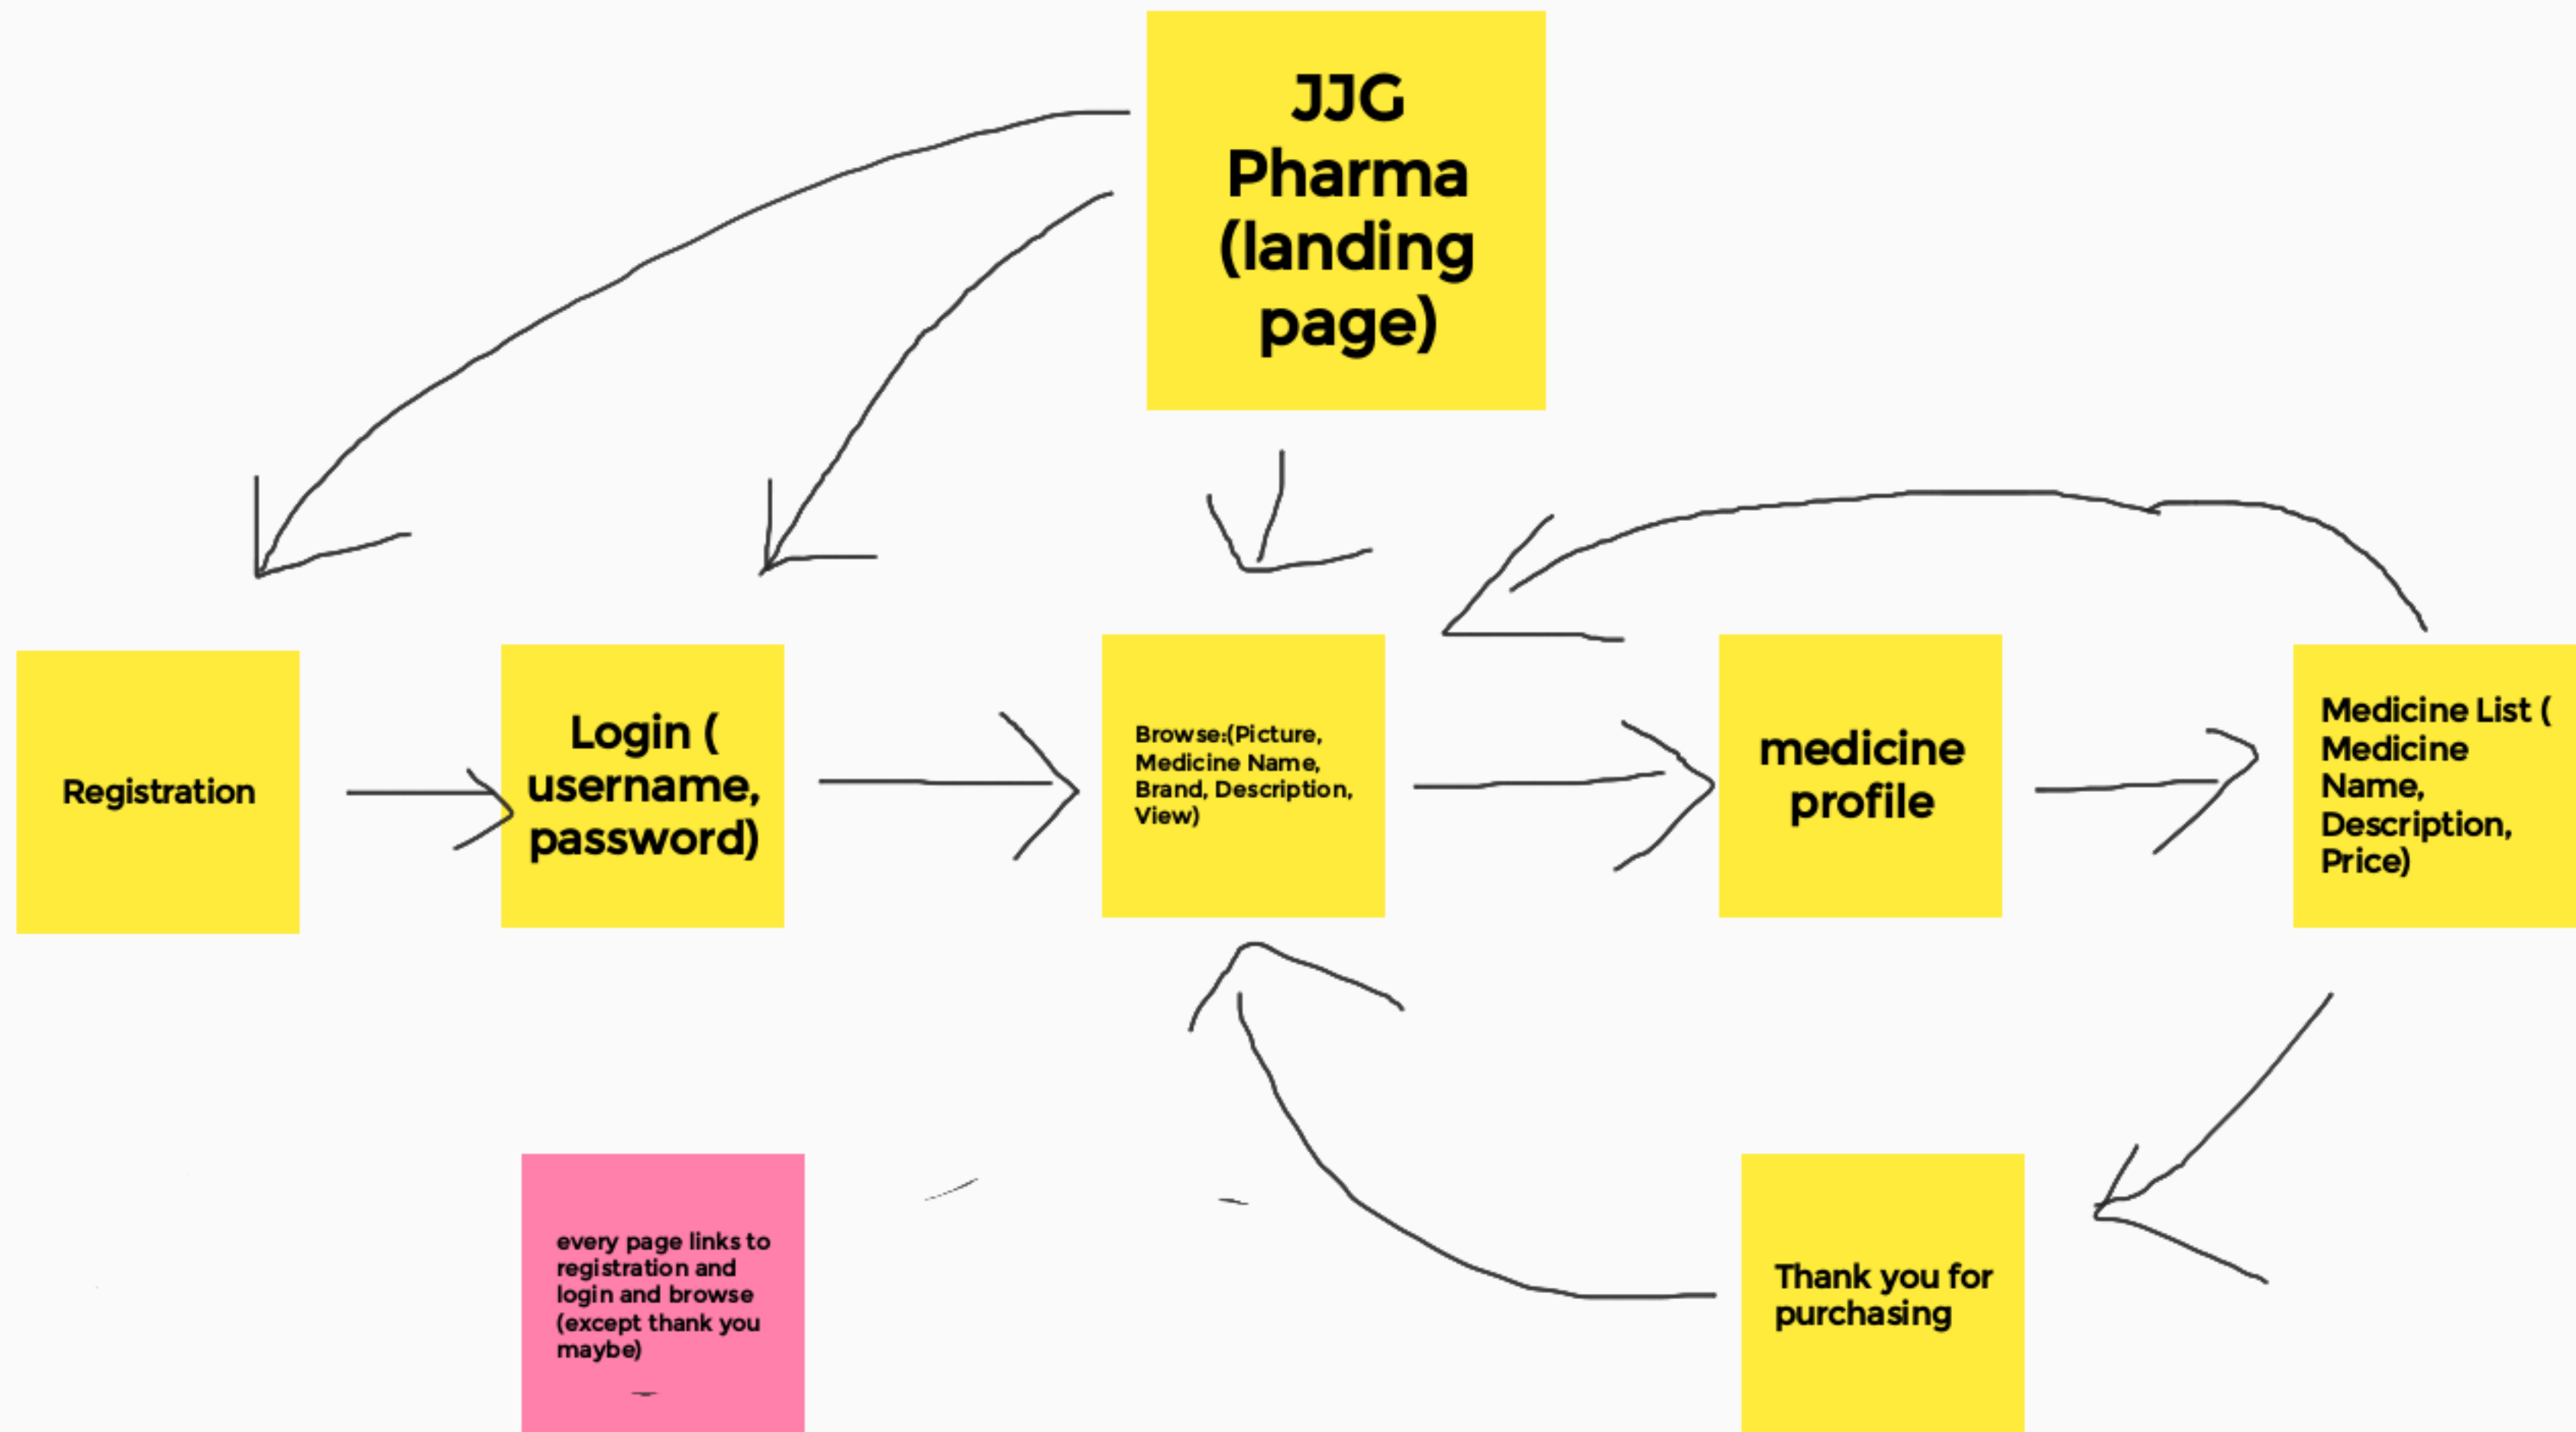 JJG
Pharma
(landing
page)
Registration
Login (
username,
password)
Browse:(Picture,
Medicine Name,
Brand, Description,
View)
medicine
profile
Medicine List (
Medicine
Name,
Description,
Price)
every page links to
registration and
login and browse
(except thank you
maybe)
Thank you for
purchasing